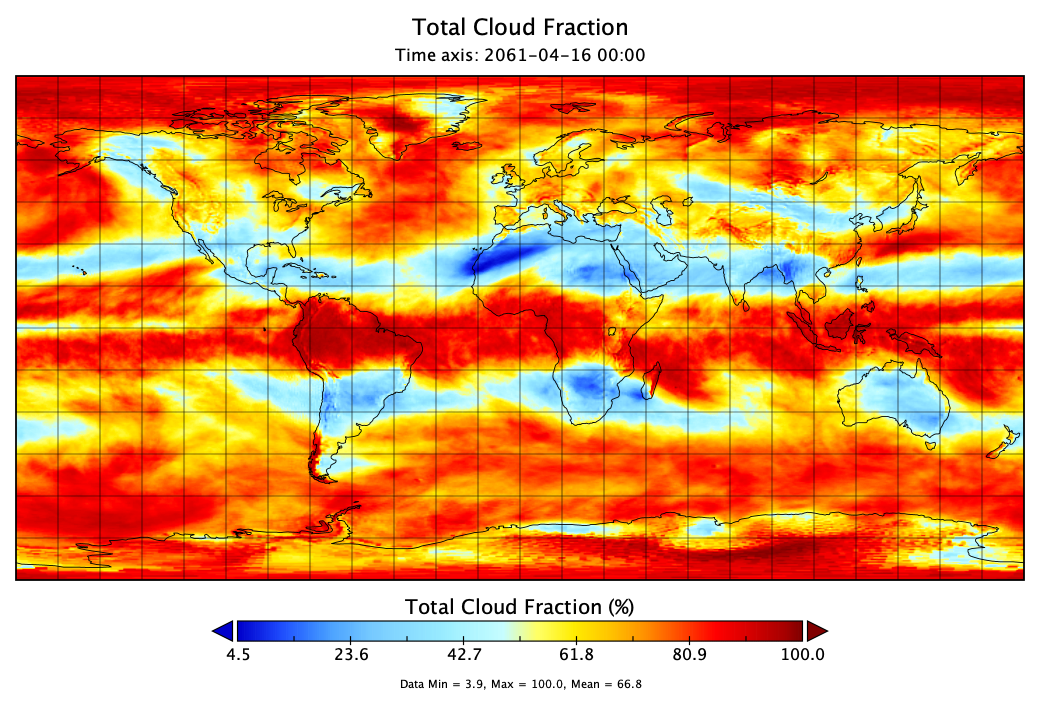 Total Cloud Fraction
Time axis: 2061-04-16 00:00
Total Cloud Fraction (%)
4.5 23.6 42.7 61.8 80.9 100.0
Data Min = 3.9, Max = 100.0, Mean = 66.8